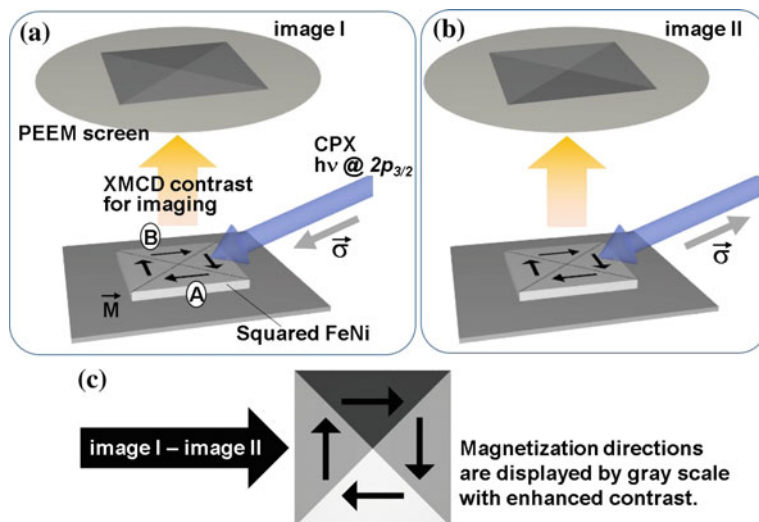 (a)
image I
PEEM screen
CPX
hν @ 2p3/2
XMCD contrast
for imaging
B
σ⃗
A
M⃗
Squared FeNi
(b)
image II
σ⃗
(c)
image I – image II
Magnetization directions
are displayed by gray scale
with enhanced contrast.